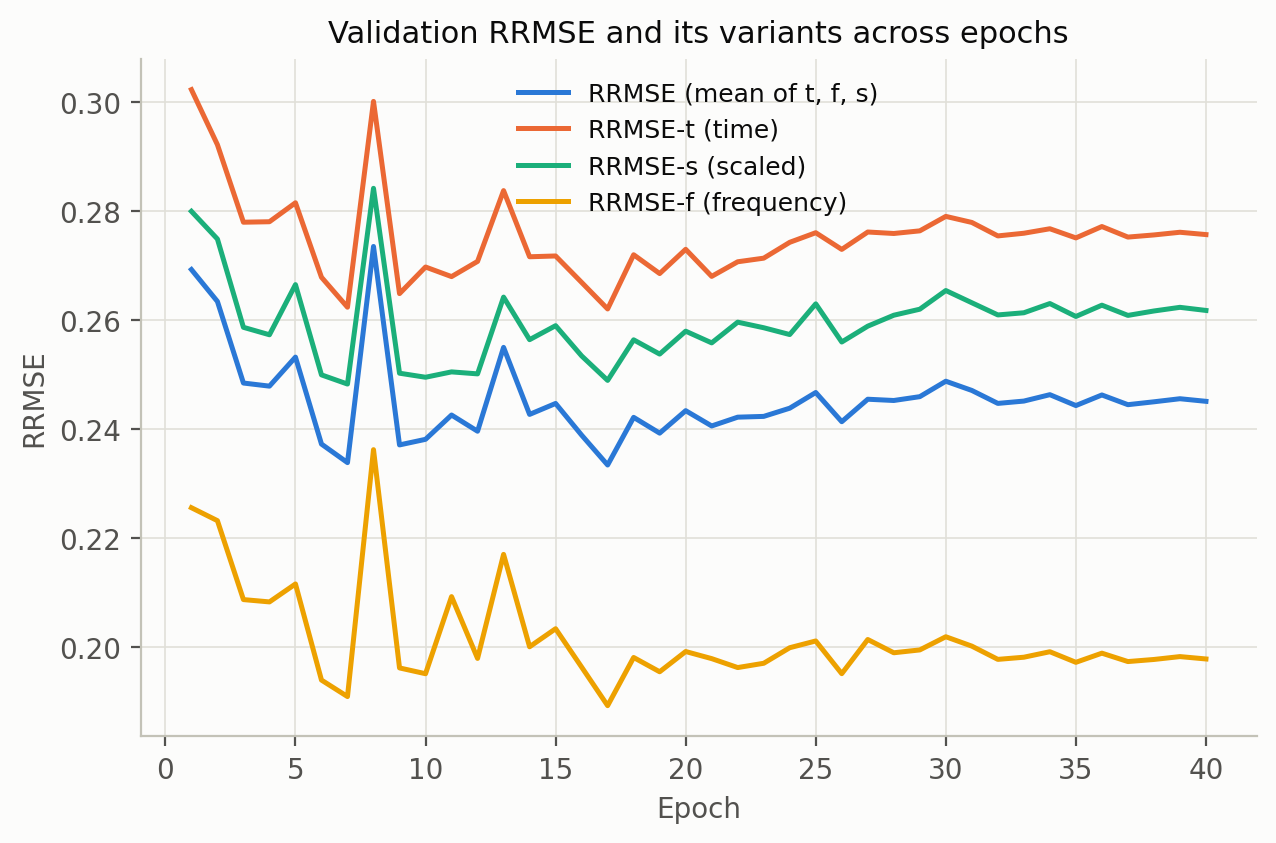 Validation RRMSE and its variants across epochs
RRMSE (mean of t, f, s)
RRMSE-t (time)
RRMSE-s (scaled)
RRMSE-f (frequency)
RRMSE
0.30
0.28
0.26
0.24
0.22
0.20
0 5 10 15 20 25 30 35 40
Epoch